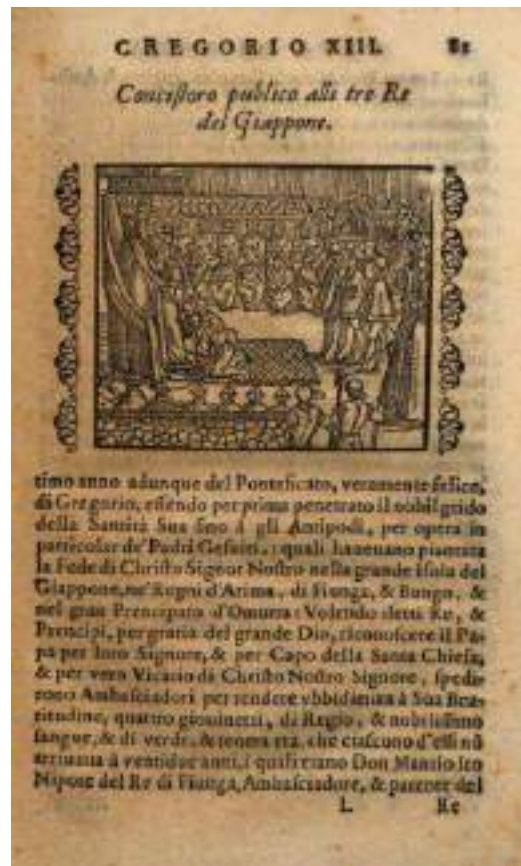 GREGORIO XIII. 81
Concistoro publico alli tre Re
del Giappone.
timo anno adunque del Pontificato, veramente felice,
di Gregorio, essendo per prima penetrato il nobil grido
della Santità Sua sino à gli Antipodi, per opera in
particolar de' Padri Gesuiti, i quali haueuano piantata
la Fede di Christo Signor Nostro nella grande isola del
Giappone, ne' Regni d'Arima, di Fiunga, & Bungo, &
nel gran Prencipato d'Omura: Volendo detti Re, &
Prencipi, per gratia del grande Dio, riconoscere il Pa-
pa per loro Signore, & per Capo della Santa Chiesa,
& per vero Vicario di Christo Nostro Signore, spedi-
rono Ambasciadori per rendere vbbidienza à Sua Bea-
titudine, quattro giouinetti, di Regio, & nobilissimo
sangue, & di verde, & tenera età, che ciascuno d'essi nõ
arriuaua à ventidue anni, i quali erano Don Mantio Ito
Nipote del Re di Fiunga, Ambasciadore, & parente del
L Re